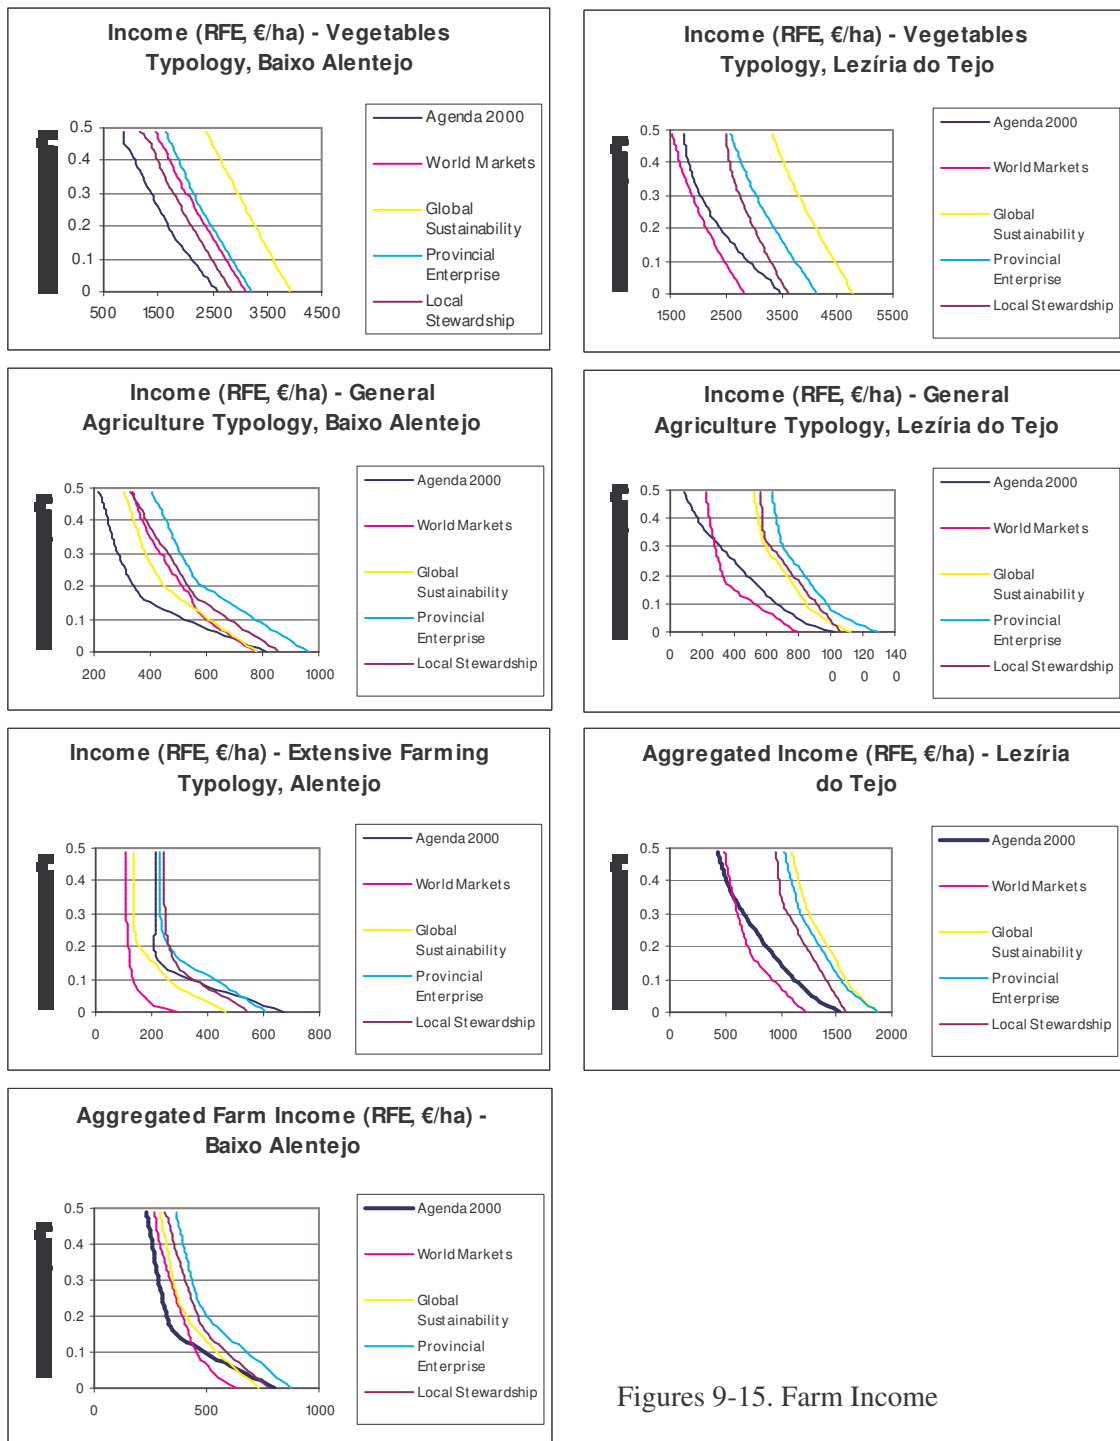 Income (RFE, €/ha) - Vegetables
Typology, Baixo Alentejo
0.5
0.4
0.3
0.2
0.1
0
500 1500 2500 3500 4500
Agenda 2000
World Markets
Global
Sustainability
Provincial
Enterprise
Local
Stewardship
Income (RFE, €/ha) - Vegetables
Typology, Lezíria do Tejo
0.5
0.4
0.3
0.2
0.1
0
1500 2500 3500 4500 5500
Agenda 2000
World Markets
Global
Sustainability
Provincial
Enterprise
Local Stewardship
Income (RFE, €/ha) - General
Agriculture Typology, Baixo Alentejo
0.5
0.4
0.3
0.2
0.1
0
200 400 600 800 1000
Agenda 2000
World Markets
Global
Sustainability
Provincial
Enterprise
Local Stewardship
Income (RFE, €/ha) - General
Agriculture Typology, Lezíria do Tejo
0.5
0.4
0.3
0.2
0.1
0
0 200 400 600 800 100 120 140
0 0 0
Agenda 2000
World Markets
Global
Sustainability
Provincial
Enterprise
Local Stewardship
Income (RFE, €/ha) - Extensive Farming
Typology, Alentejo
0.5
0.4
0.3
0.2
0.1
0
0 200 400 600 800
Agenda 2000
World Markets
Global
Sustainability
Provincial
Enterprise
Local Stewardship
Aggregated Income (RFE, €/ha) - Lezíria
do Tejo
0.5
0.4
0.3
0.2
0.1
0
0 500 1000 1500 2000
Agenda 2000
World Markets
Global
Sustainability
Provincial
Enterprise
Local Stewardship
Aggregated Farm Income (RFE, €/ha) -
Baixo Alentejo
0.5
0.4
0.3
0.2
0.1
0
0 500 1000
Agenda 2000
World Markets
Global
Sustainability
Provincial
Enterprise
Local Stewardship
Figures 9-15. Farm Income